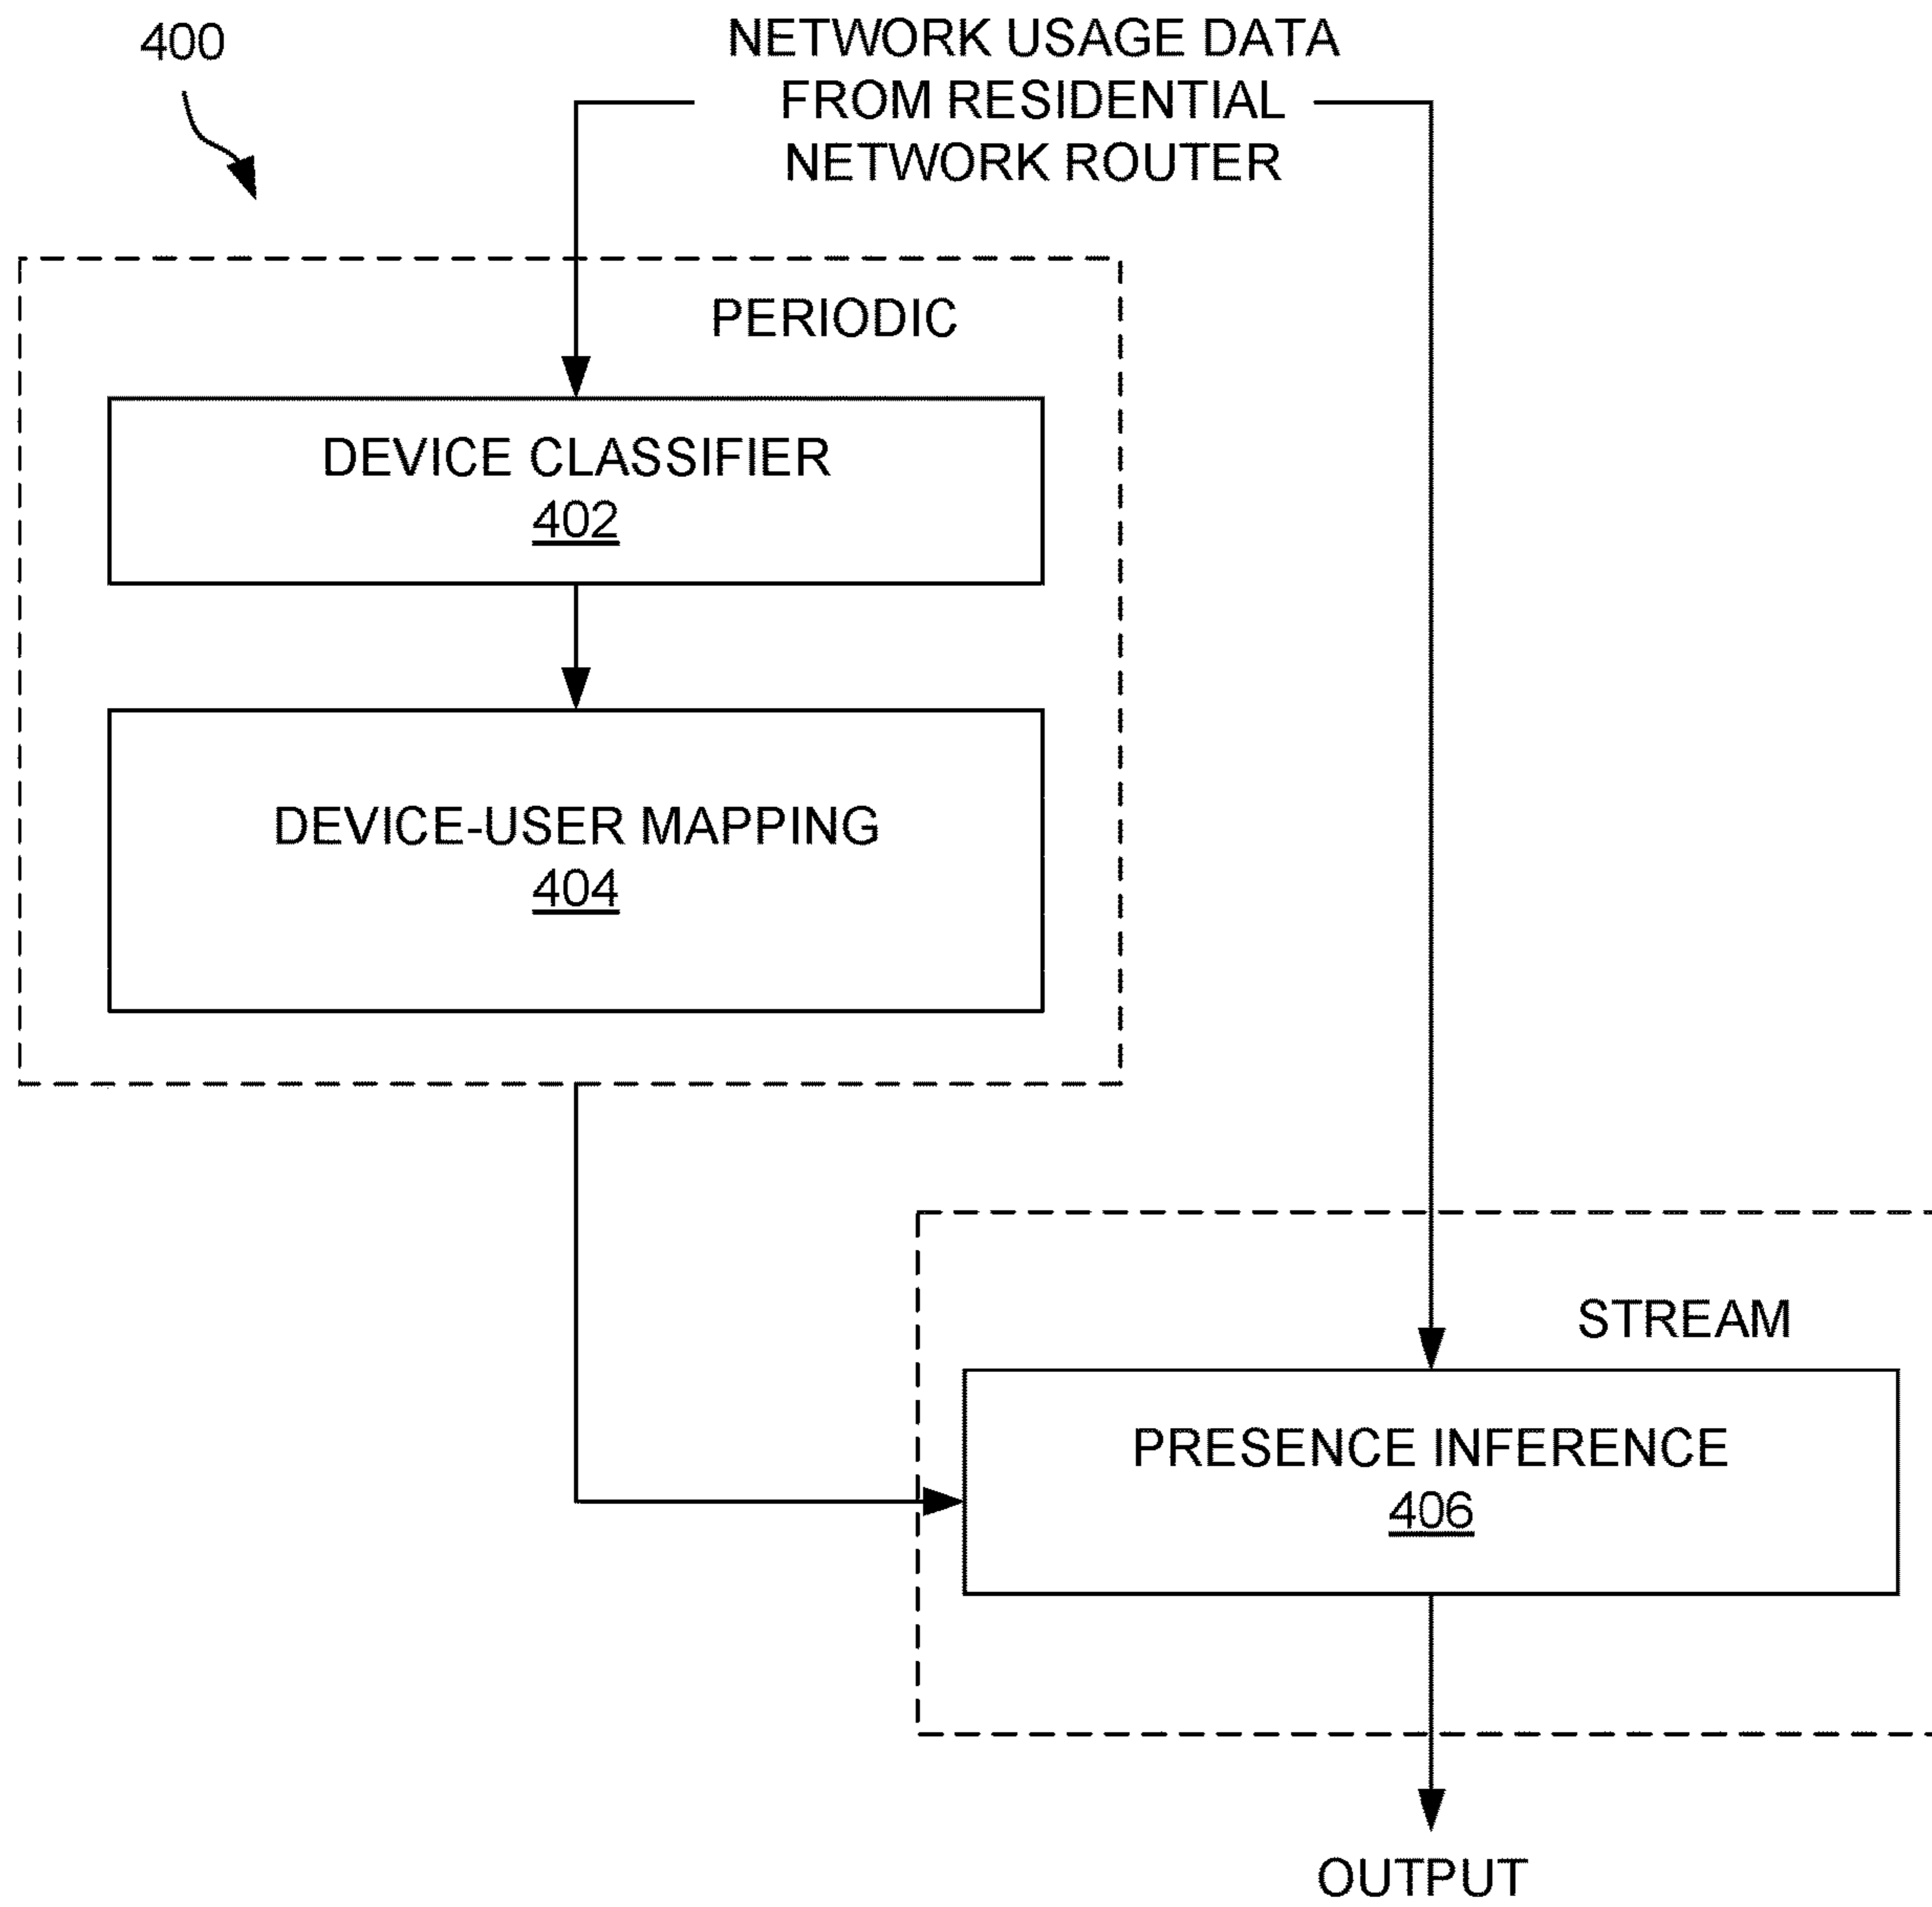 400
NETWORK USAGE DATA
FROM RESIDENTIAL
NETWORK ROUTER
PERIODIC
DEVICE CLASSIFIER
402
DEVICE-USER MAPPING
404
STREAM
PRESENCE INFERENCE
406
OUTPUT